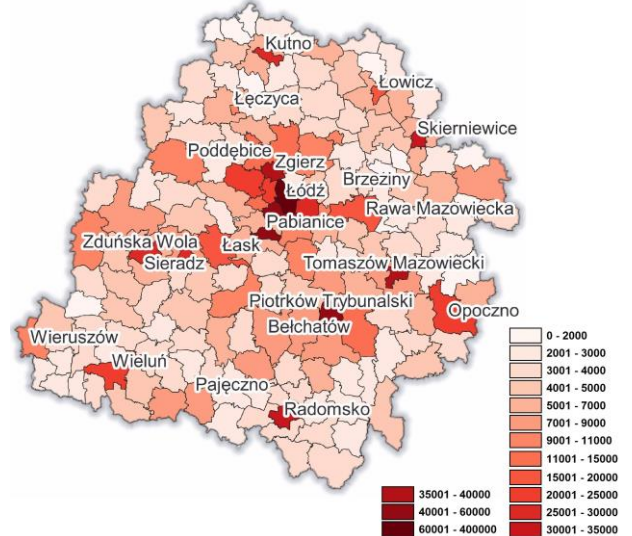 Kutno
Łowicz
Łęczyca
Skierniewice
Poddębice
Zgierz
Łódź
Brzeziny
Pabianice
Rawa Mazowiecka
Zduńska Wola
Łask
Sieradz
Tomaszów Mazowiecki
Piotrków Trybunalski
Opoczno
Bełchatów
Wieruszów
Wieluń
Pajęczno
Radomsko
0 - 2000
2001 - 3000
3001 - 4000
4001 - 5000
5001 - 7000
7001 - 9000
9001 - 11000
11001 - 15000
15001 - 20000
20001 - 25000
25001 - 30000
30001 - 35000
35001 - 40000
40001 - 60000
60001 - 400000